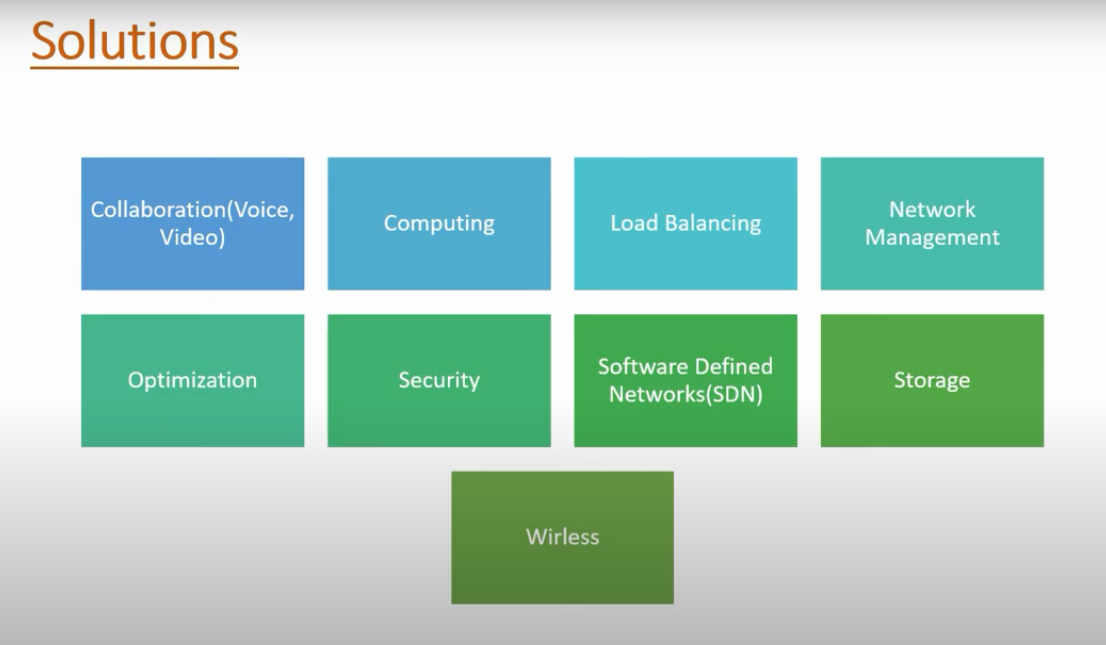 Solutions
Collaboration(Voice,
Video)
Computing
Load Balancing
Network
Management
Optimization
Security
Software Defined
Networks(SDN)
Storage
Wirless